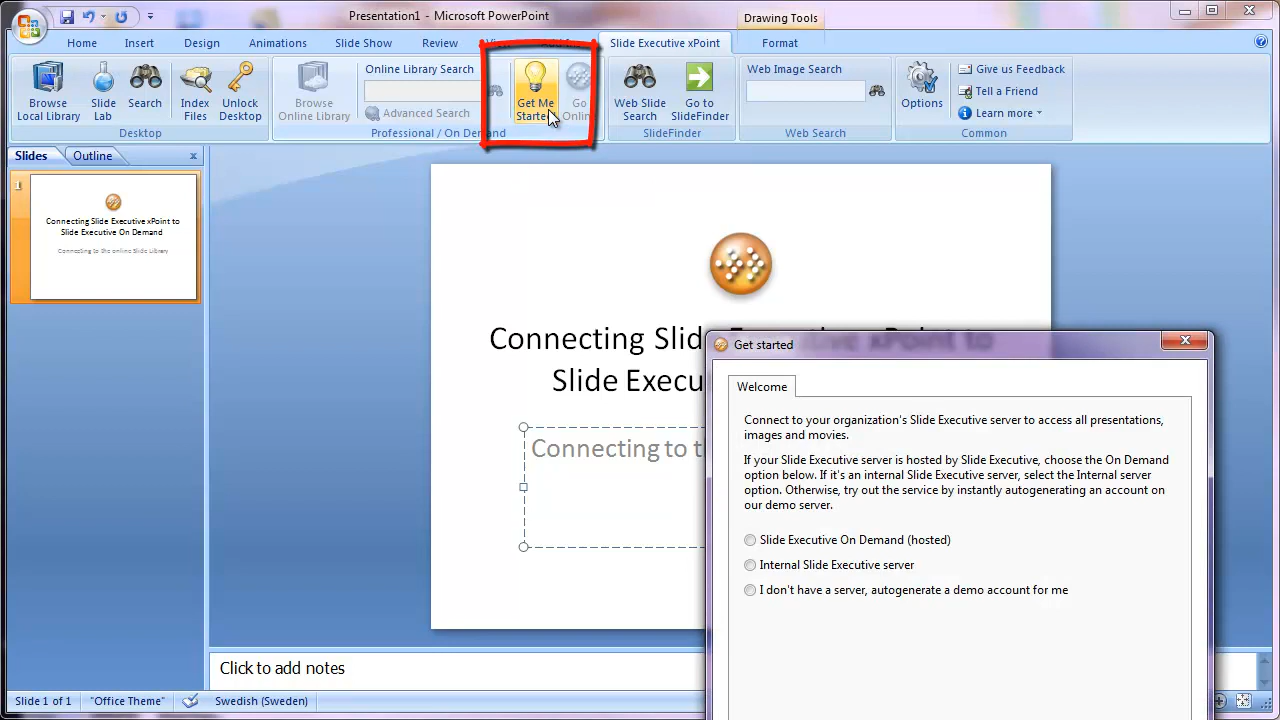 Presentation1 - Microsoft PowerPoint
Drawing Tools
Home Insert Design Animations Slide Show Review Slide Executive xPoint Format
Browse Local Library
Slide Lab
Search
Index Files
Unlock Desktop
Desktop
Browse Online Library
Online Library Search
Advanced Search
Get Me Started
Go Online
Professional / On Demand
Web Slide Search
Go to SlideFinder
SlideFinder
Web Image Search
Web Search
Options
Give us Feedback
Tell a Friend
Learn more
Common
Slides Outline
1
Connecting Slide Executive xPoint to
Slide Executive On Demand
Connecting to the online Slide Library
Connecting Slide Executive xPoint to
Slide Execu
Connecting to t
Get started
Welcome
Connect to your organization's Slide Executive server to access all presentations,
images and movies.
If your Slide Executive server is hosted by Slide Executive, choose the On Demand
option below. If it's an internal Slide Executive server, select the Internal server
option. Otherwise, try out the service by instantly autogenerating an account on
our demo server.
Slide Executive On Demand (hosted)
Internal Slide Executive server
I don't have a server, autogenerate a demo account for me
Click to add notes
Slide 1 of 1 "Office Theme" Swedish (Sweden)